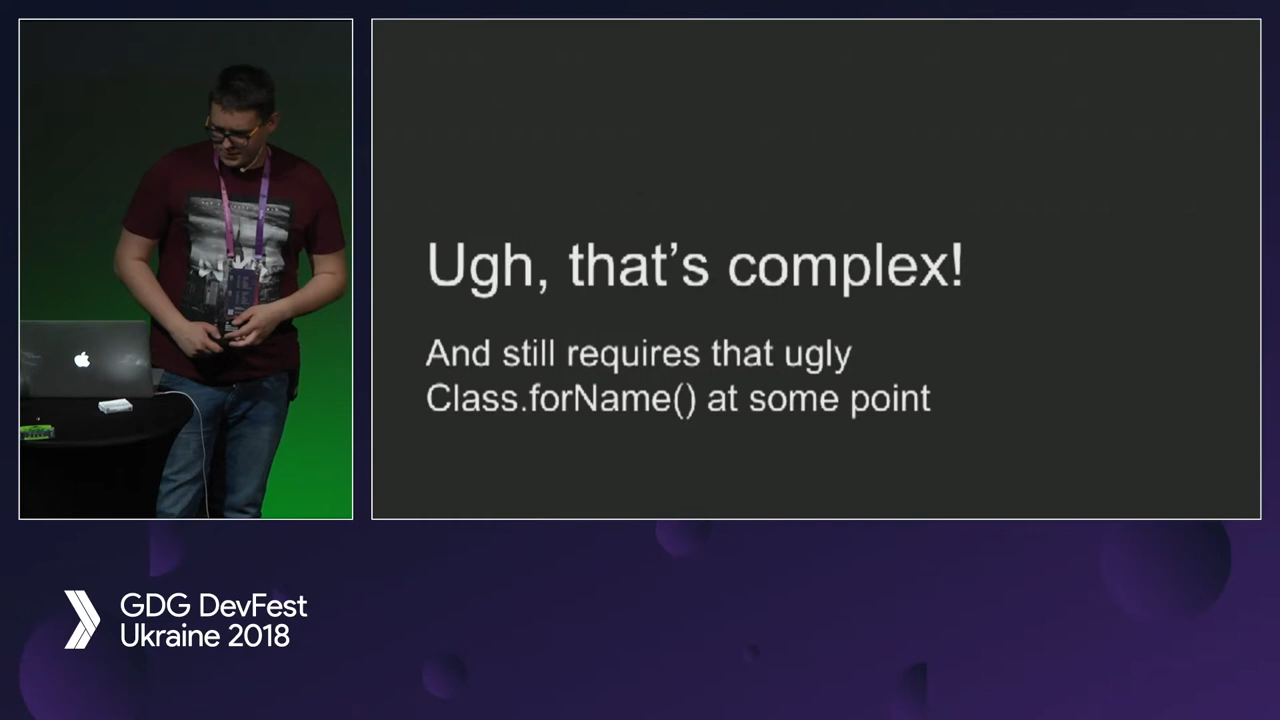 Ugh, that’s complex!
And still requires that ugly
Class.forName() at some point
GDG DevFest
Ukraine 2018